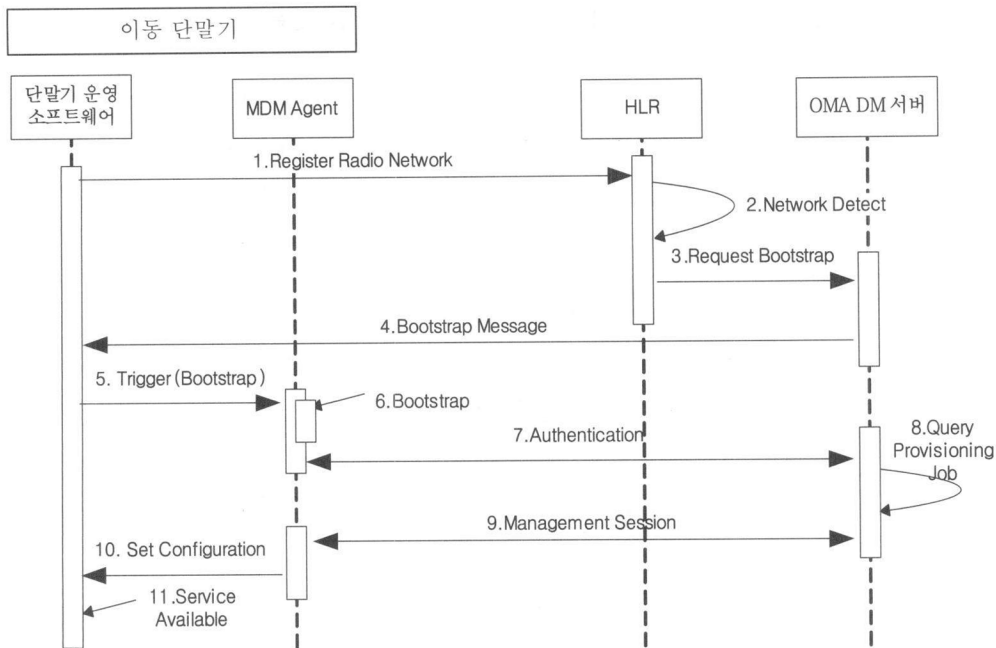 이동 단말기
단말기 운영
소프트웨어
MDM Agent
HLR
OMA DM 서버
1.Register Radio Network
2.Network Detect
3.Request Bootstrap
4.Bootstrap Message
5. Trigger(Bootstrap)
6.Bootstrap
7.Authentication
8.Query
Provisioning
Job
9.Management Session
10. Set Configuration
11.Service
Available